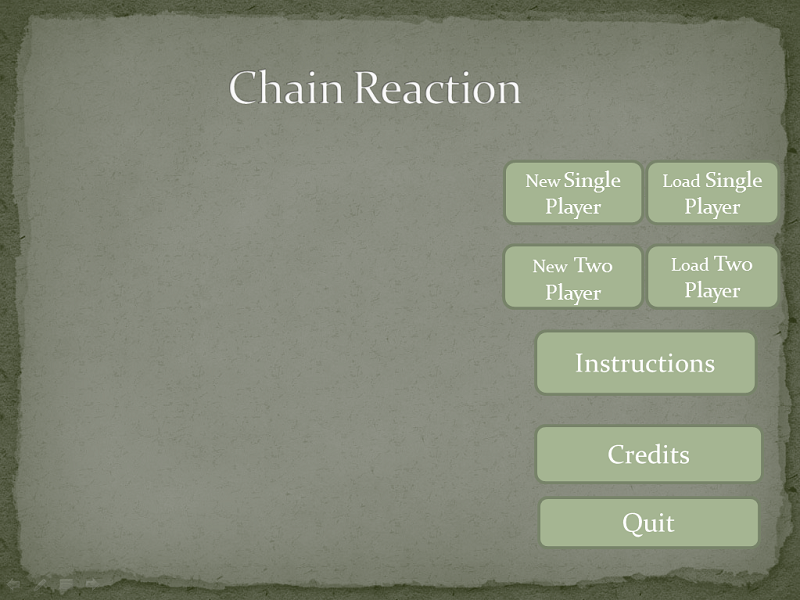 Chain Reaction
New Single
Player
Load Single
Player
New Two
Player
Load Two
Player
Instructions
Credits
Quit